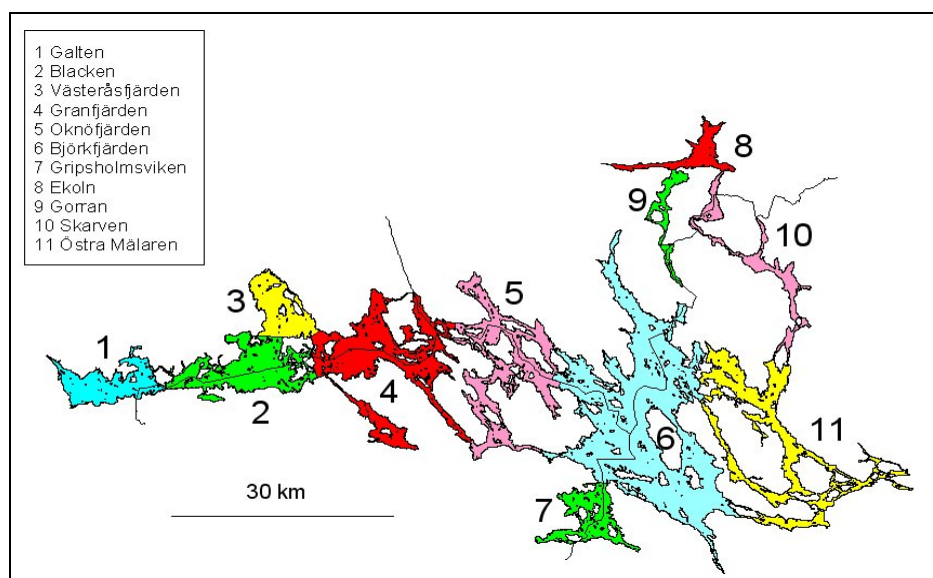 1 Galten
2 Blacken
3 Västeråsfjärden
4 Granfjärden
5 Oknöfjärden
6 Björkfjärden
7 Gripsholmsviken
8 Ekoln
9 Gorran
10 Skarven
11 Östra Mälaren
8
9
10
3
5
1
4
2
6
11
30 km
7